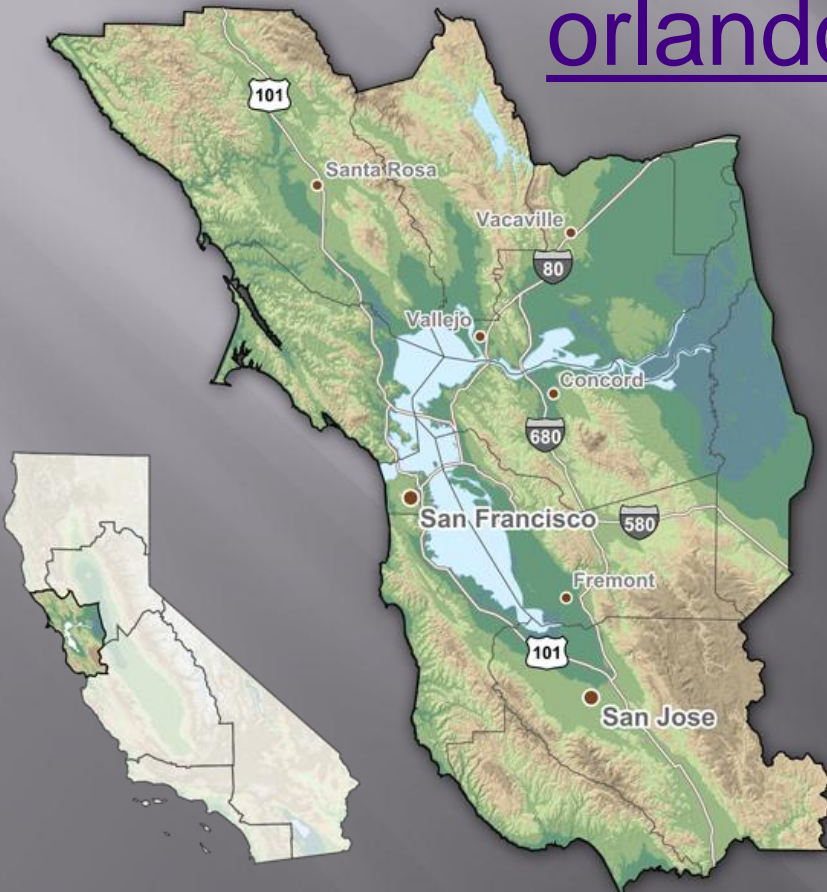 orlando
101
Santa Rosa
Vacaville
80
Vallejo
Concord
680
San Francisco
580
Fremont
101
San Jose